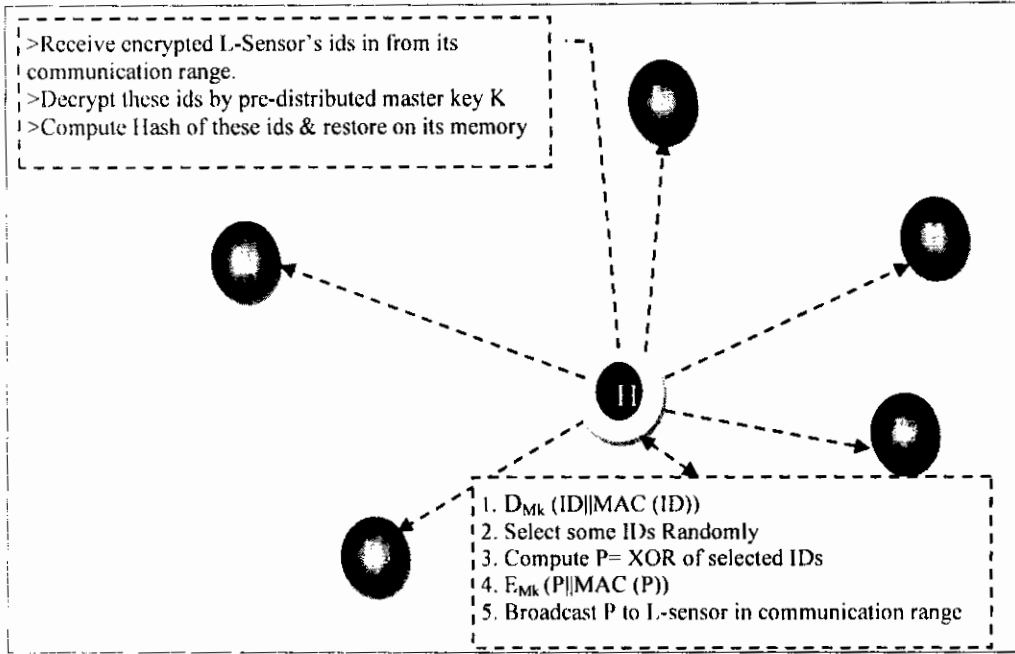 >Receive encrypted L-Sensor's ids in from its
communication range.
>Decrypt these ids by pre-distributed master key K
>Compute Hash of these ids & restore on its memory
H
1. D_Mk (ID||MAC (ID))
2. Select some IDs Randomly
3. Compute P= XOR of selected IDs
4. E_Mk (P||MAC (P))
5. Broadcast P to L-sensor in communication range